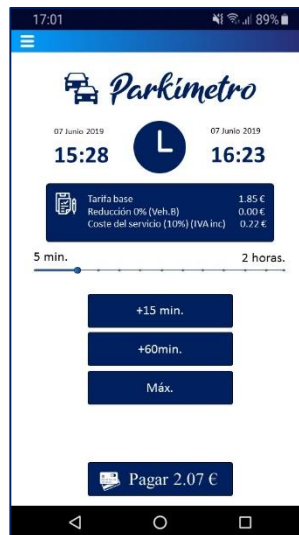 17:01 89%
Parkímetro
07 Junio 2019 07 Junio 2019
15:28 16:23
Tarifa base 1.85 €
Reducción 0% (Veh.B) 0.00 €
Coste del servicio (10%) (IVA inc) 0.22 €
5 min. 2 horas.
+15 min.
+60min.
Máx.
Pagar 2.07 €